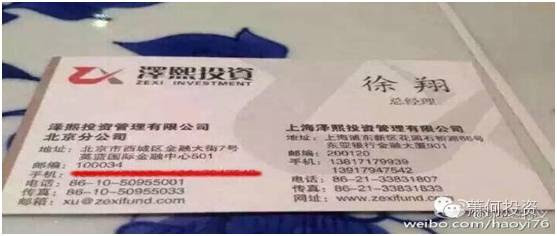 澤熙投資
ZEXI INVESTMENT
徐翔
总经理
泽熙投资管理有限公司
北京分公司
地址：北京市西城区金融大街7号
英蓝国际金融中心501
邮编：100034
手机：
电话：86-10-50955001
传真：86-10-50955033
邮箱：xu@zexifund.com
上海泽熙投资管理有限公司
地址：上海浦东新区花园石桥路66号
东亚银行金融大厦901
邮编：200120
手机：13817179939
13917947542
电话：86-21-33831807
传真：86-21-33831833
网址：www.zexifund.com
萧何投资
weibo.com/haoyi76